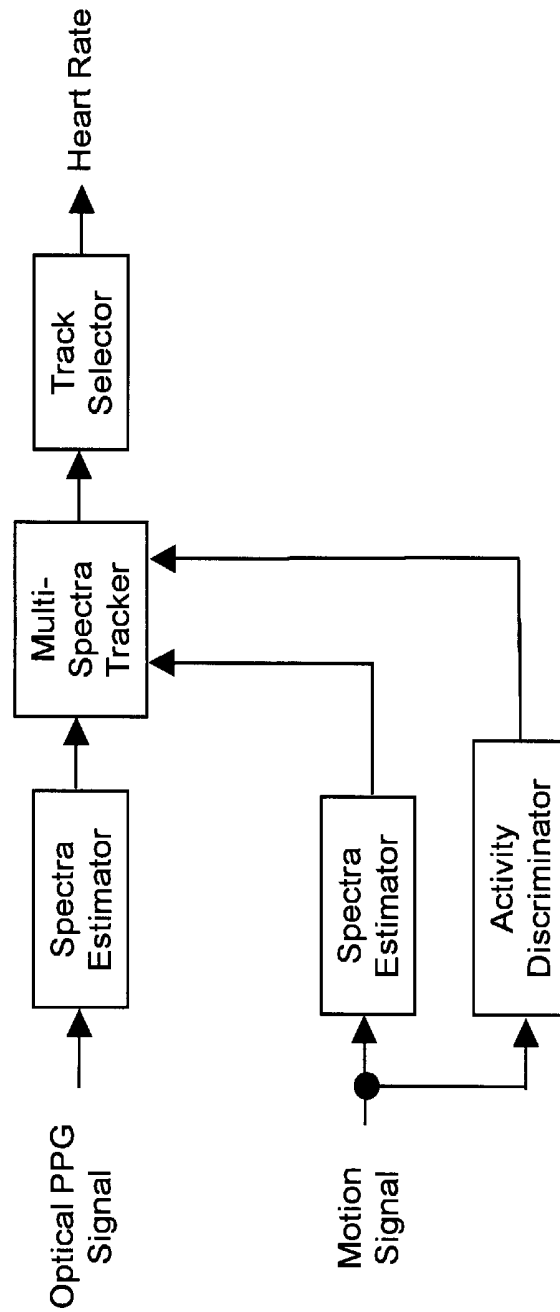 Optical PPG
Signal
Spectra
Estimator
Multi-
Spectra
Tracker
Track
Selector
Heart Rate
Motion
Signal
Spectra
Estimator
Activity
Discriminator